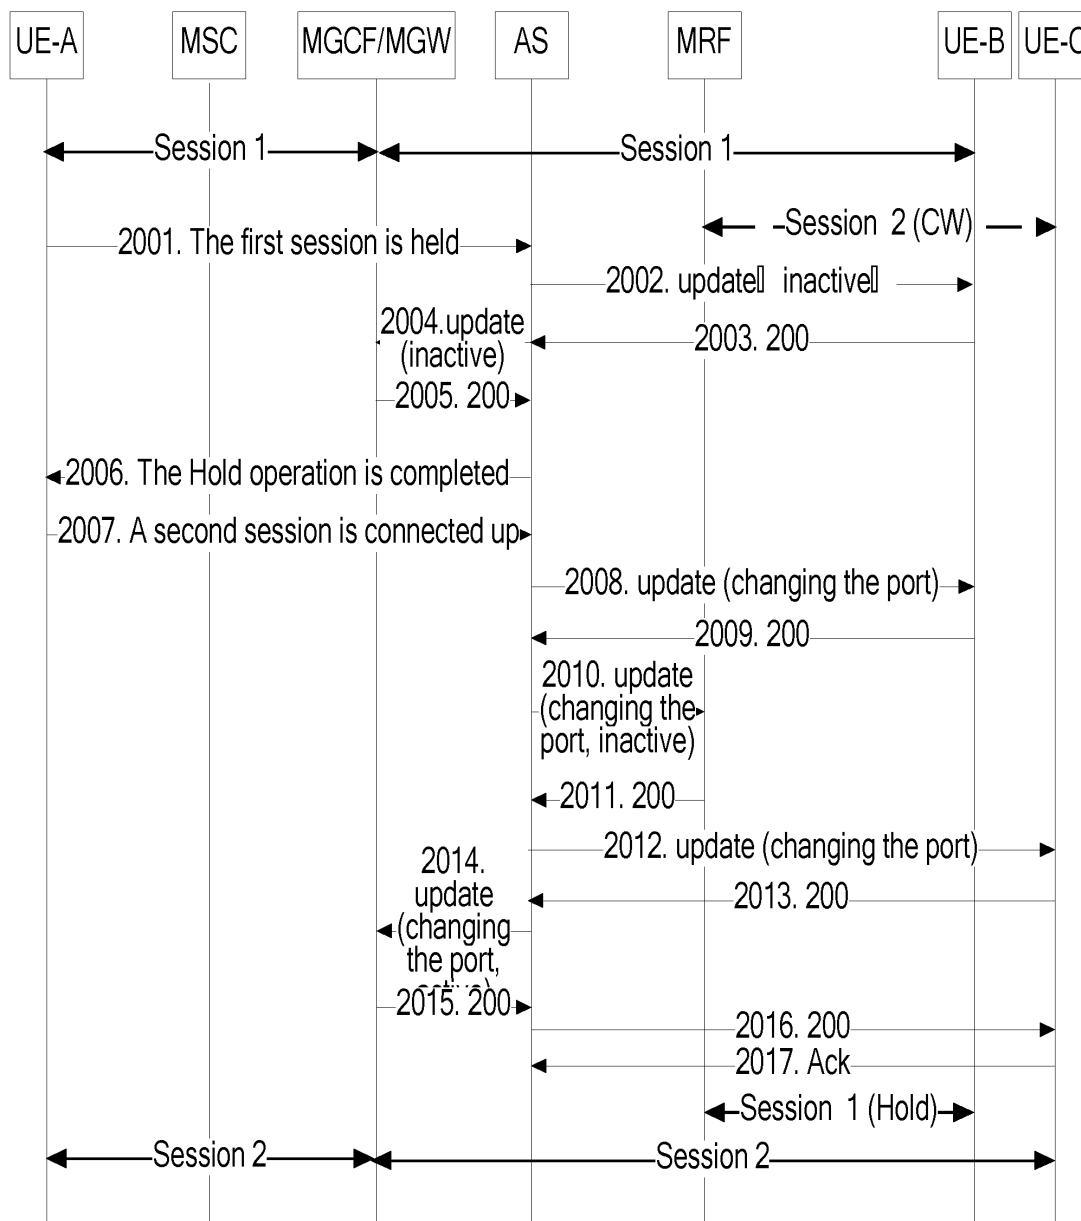 UE-A MSC MGCF/MGW AS MRF UE-B UE-C
Session 1 Session 1
Session 2 (CW)
2001. The first session is held
2002. update inactive
2004.update
(inactive)
2003. 200
2005. 200
2006. The Hold operation is completed
2007. A second session is connected up
2008. update (changing the port)
2009. 200
2010. update
(changing the
port, inactive)
2011. 200
2012. update (changing the port)
2014.
update
(changing
the port,
2013. 200
2015. 200
2016. 200
2017. Ack
Session 1 (Hold)
Session 2 Session 2